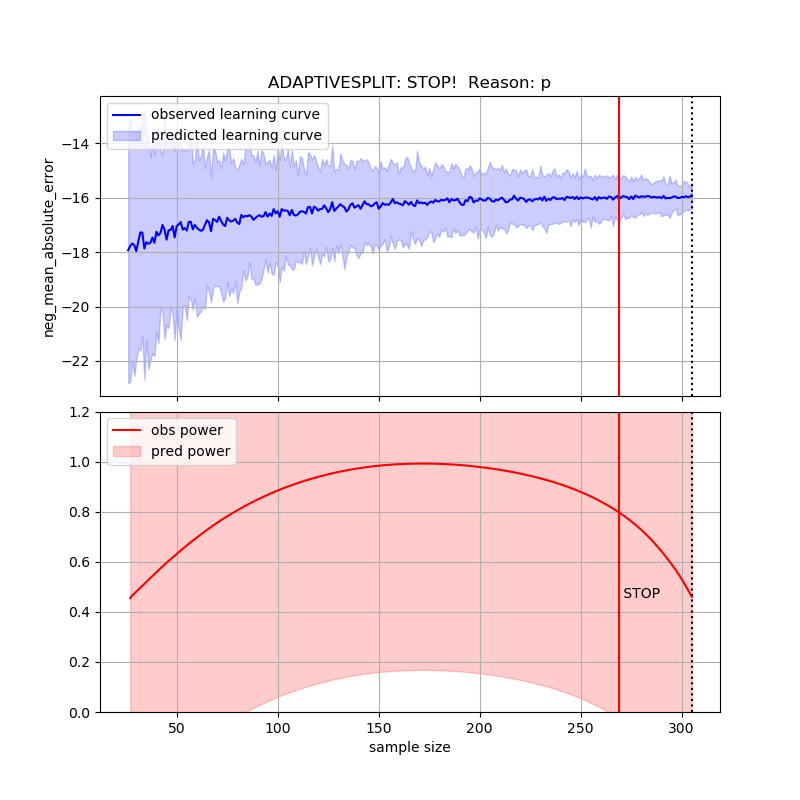 ADAPTIVESPLIT: STOP!  Reason: p
observed learning curve
predicted learning curve
neg_mean_absolute_error
−14
−16
−18
−20
−22
obs power
pred power
1.2
1.0
0.8
0.6
0.4
0.2
0.0
STOP
50 100 150 200 250 300
sample size